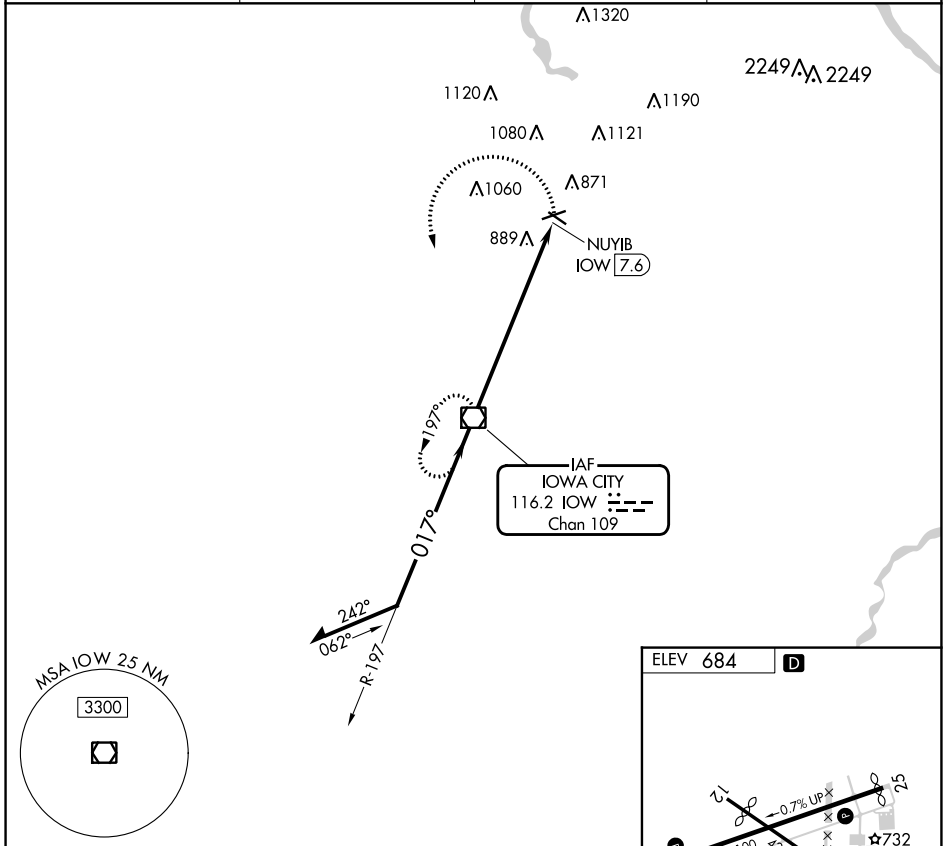 1320
2249 2249
1120
1190
1080
1121
1060
871
889
NUYIB
IOW 7.6
197°
IAF
IOWA CITY
116.2 IOW
Chan 109
017°
242°
062°
R-197
MSA IOW 25 NM
3300
ELEV 684 D
12
0.7% UP
25
P
732